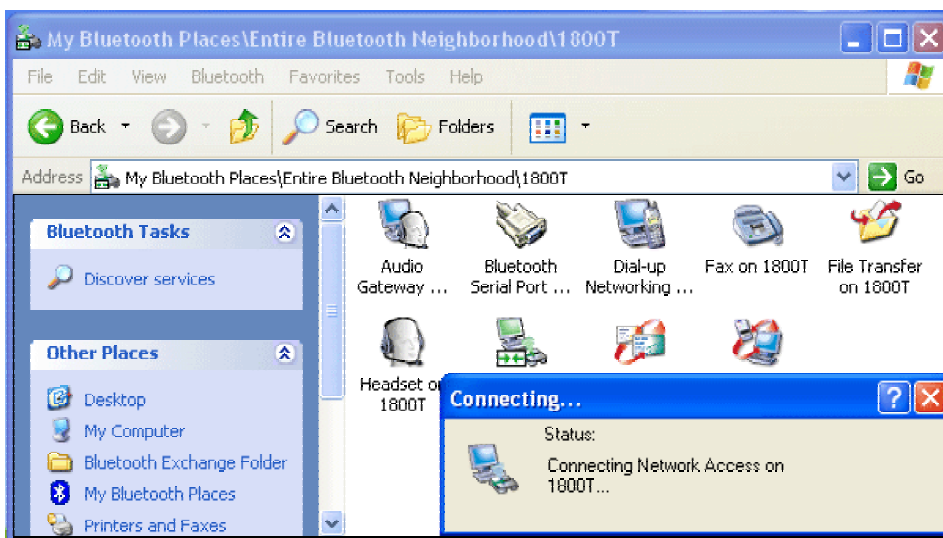 My Bluetooth Places\Entire Bluetooth Neighborhood\1800T
File Edit View Bluetooth Favorites Tools Help
Back Search Folders
Address My Bluetooth Places\Entire Bluetooth Neighborhood\1800T Go
Bluetooth Tasks
Discover services
Other Places
Desktop
My Computer
Bluetooth Exchange Folder
My Bluetooth Places
Printers and Faxes
Audio
Gateway ...
Bluetooth
Serial Port ...
Dial-up
Networking ...
Fax on 1800T
File Transfer
on 1800T
Headset o
1800T
Connecting...
Status:
Connecting Network Access on
1800T...